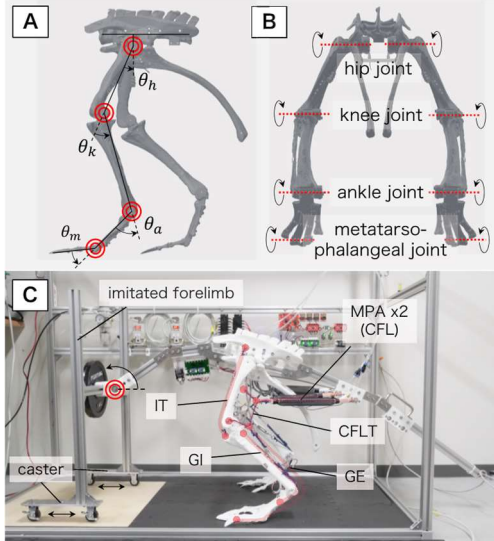 A
θh
θk
θa
θm
B
hip joint
knee joint
ankle joint
metatarso-
phalangeal joint
C
imitated forelimb
MPA x2
(CFL)
IT
CFLT
GI
GE
caster